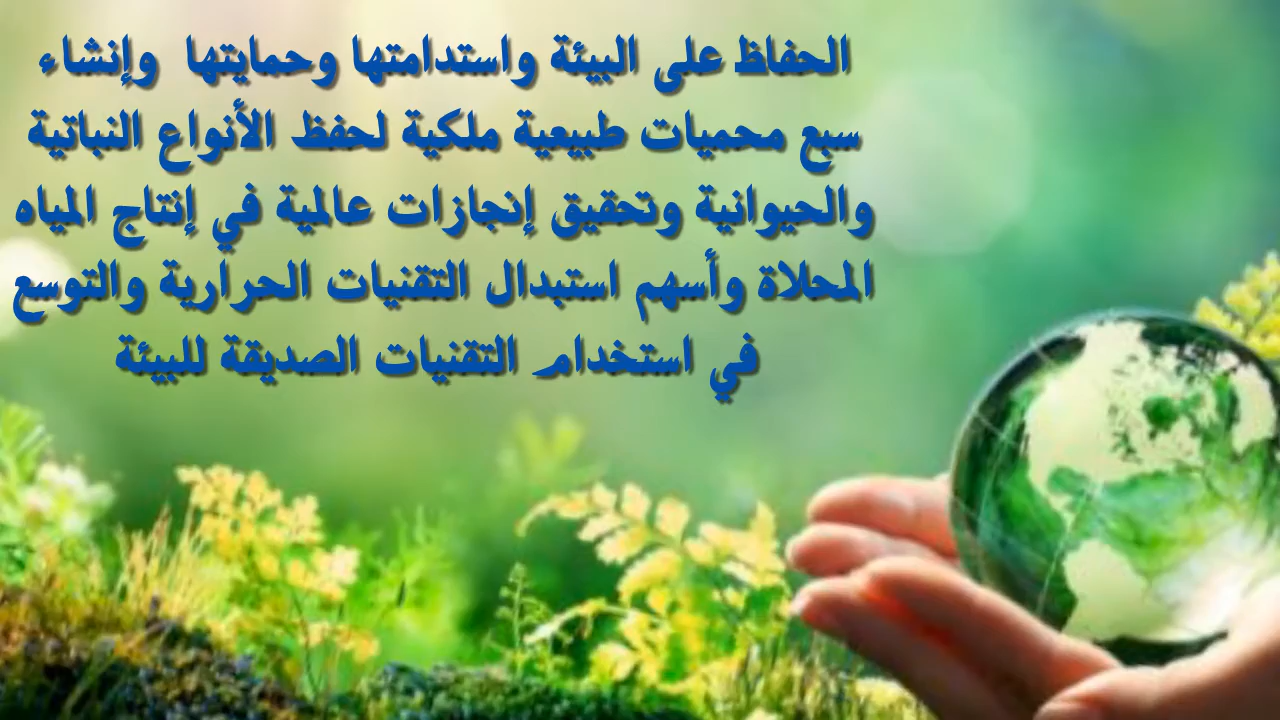 الحفاظ على البيئة واستدامتها وحمايتها وإنشاء
سبع محميات طبيعية ملكية لحفظ الأنواع النباتية
والحيوانية وتحقيق إنجازات عالمية في إنتاج المياه
المحلاة وأسهم استبدال التقنيات الحرارية والتوسع
في استخدام التقنيات الصديقة للبيئة